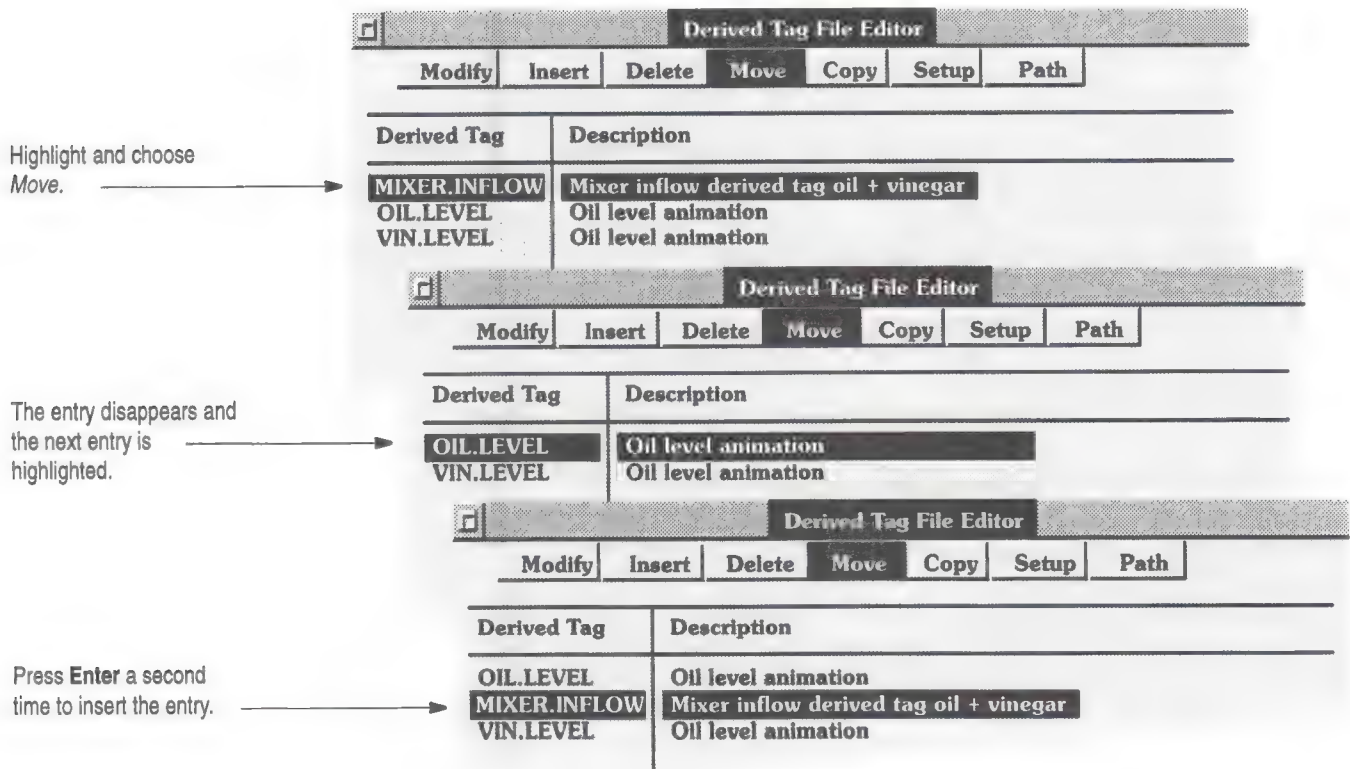 Derived Tag File Editor
Modify Insert Delete Move Copy Setup Path
Derived Tag Description
Highlight and choose
Move.
MIXER.INFLOW Mixer inflow derived tag oil + vinegar
OIL.LEVEL Oil level animation
VIN.LEVEL Oil level animation
Derived Tag File Editor
Modify Insert Delete Move Copy Setup Path
Derived Tag Description
The entry disappears and
the next entry is
highlighted.
OIL.LEVEL Oil level animation
VIN.LEVEL Oil level animation
Derived Tag File Editor
Modify Insert Delete Move Copy Setup Path
Derived Tag Description
Press Enter a second
time to insert the entry.
OIL.LEVEL Oil level animation
MIXER.INFLOW Mixer inflow derived tag oil + vinegar
VIN.LEVEL Oil level animation